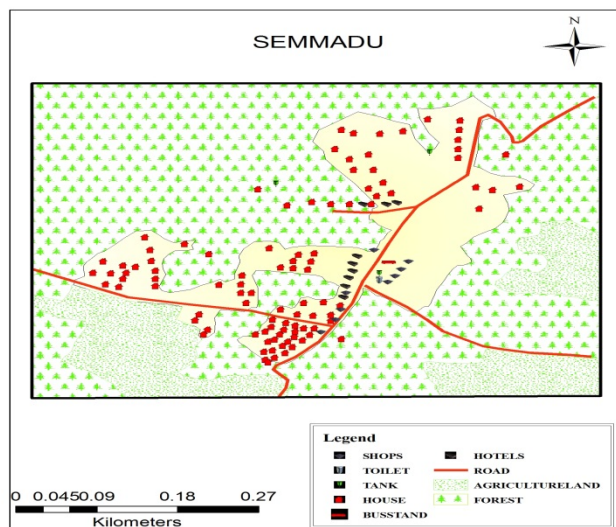 SEMMADU
N
Legend
SHOPS HOTELS
TOILET ROAD
TANK AGRICULTURELAND
HOUSE FOREST
BUSSTAND
0 0.0450.09 0.18 0.27
Kilometers